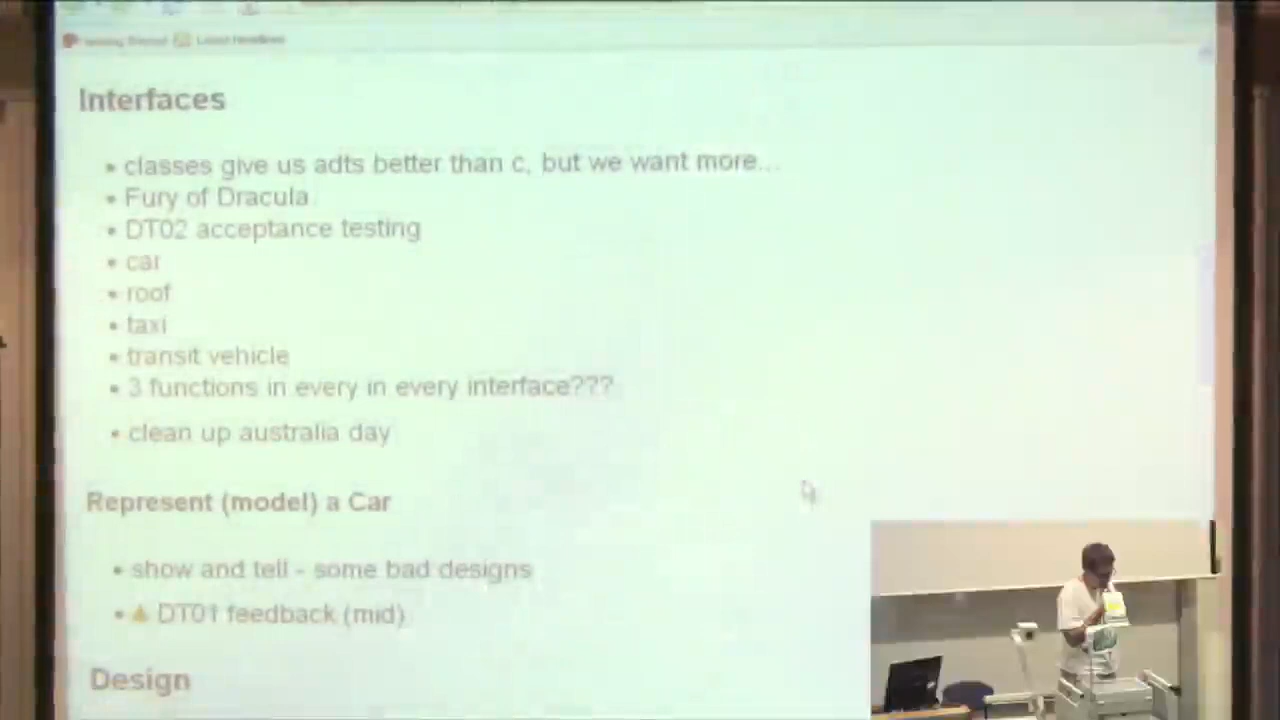 Latest Headlines
Interfaces
• classes give us adts better than c, but we want more...
• Fury of Dracula
• DT02 acceptance testing
• car
• roof
• taxi
• transit vehicle
• 3 functions in every in every interface???
• clean up australia day
Represent (model) a Car
• show and tell - some bad designs
• DT01 feedback (mid)
Design